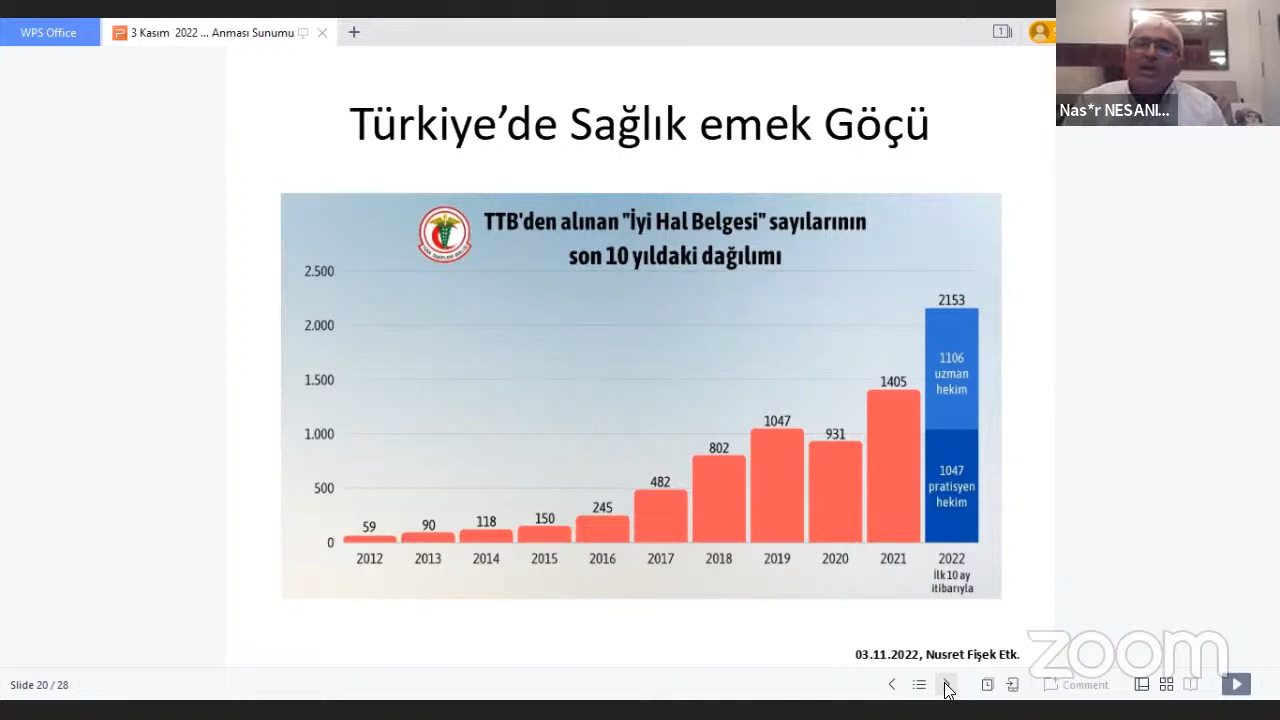 WPS Office
3 Kasım 2022 ... Anması Sunumu
1
Nas*r NESANI...
Türkiye'de Sağlık emek Göçü
TTB'den alınan "İyi Hal Belgesi" sayılarının
son 10 yıldaki dağılımı
2.500
2.000
1.500
1.000
500
0
59
90
118
150
245
482
802
1047
931
1405
2153
1106
uzman
hekim
1047
pratisyen
hekim
2012
2013
2014
2015
2016
2017
2018
2019
2020
2021
2022
İlk 10 ay
itibarıyla
03.11.2022, Nusret Fişek Etk.
zoom
Slide 20 / 28
Comment